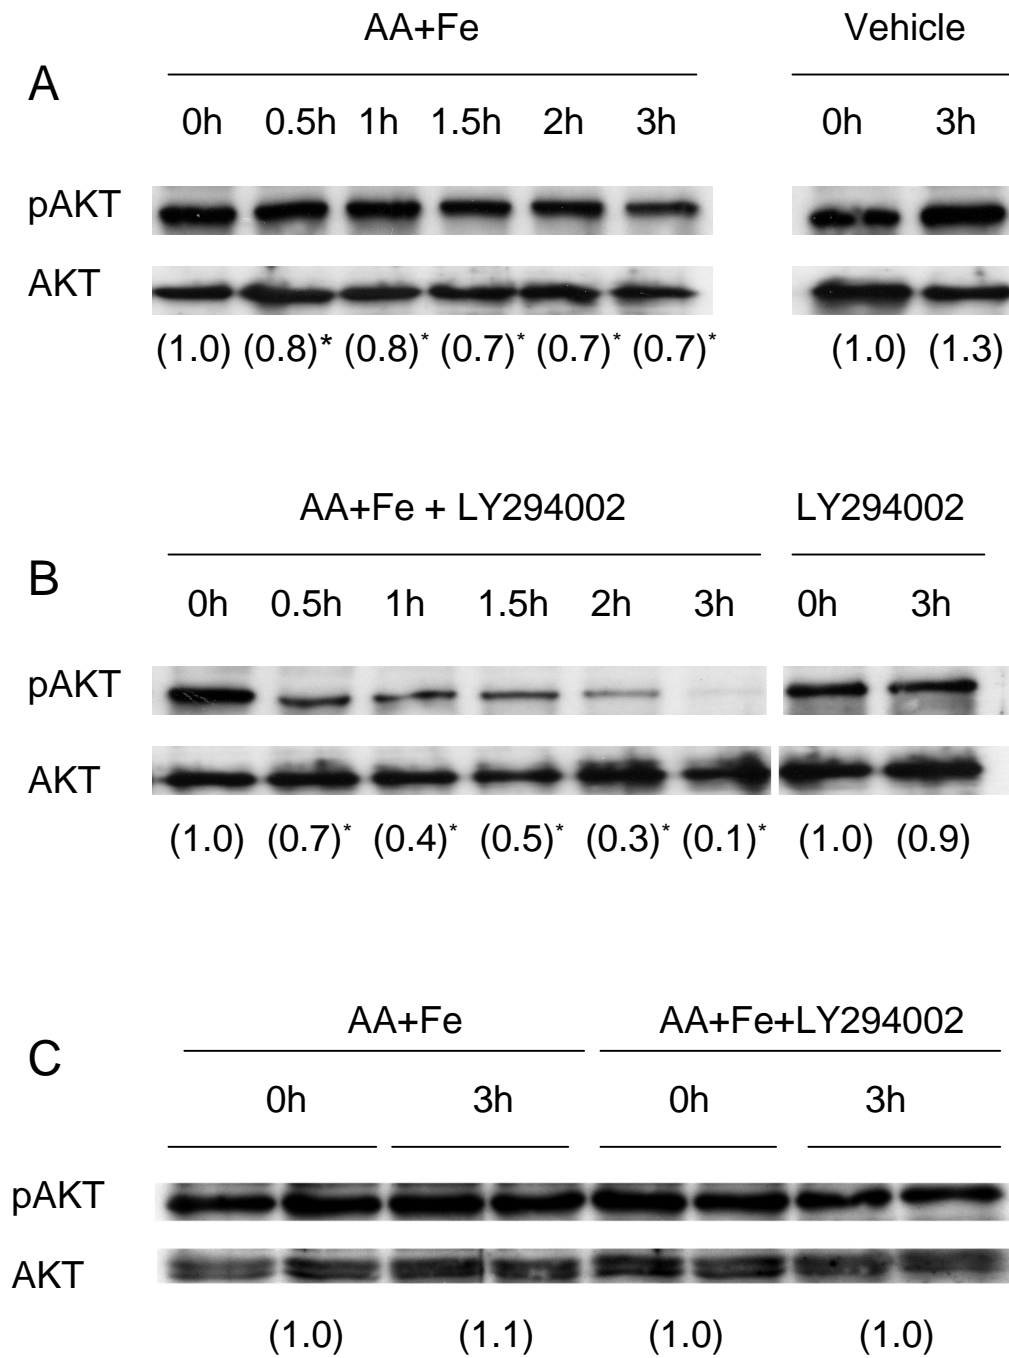 AA+Fe Vehicle
A
0h 0.5h 1h 1.5h 2h 3h 0h 3h
pAKT
AKT
(1.0) (0.8)* (0.8)* (0.7)* (0.7)* (0.7)* (1.0) (1.3)
AA+Fe + LY294002 LY294002
B
0h 0.5h 1h 1.5h 2h 3h 0h 3h
pAKT
AKT
(1.0) (0.7)* (0.4)* (0.5)* (0.3)* (0.1)* (1.0) (0.9)
AA+Fe AA+Fe+LY294002
C
0h 3h 0h 3h
pAKT
AKT
(1.0) (1.1) (1.0) (1.0)